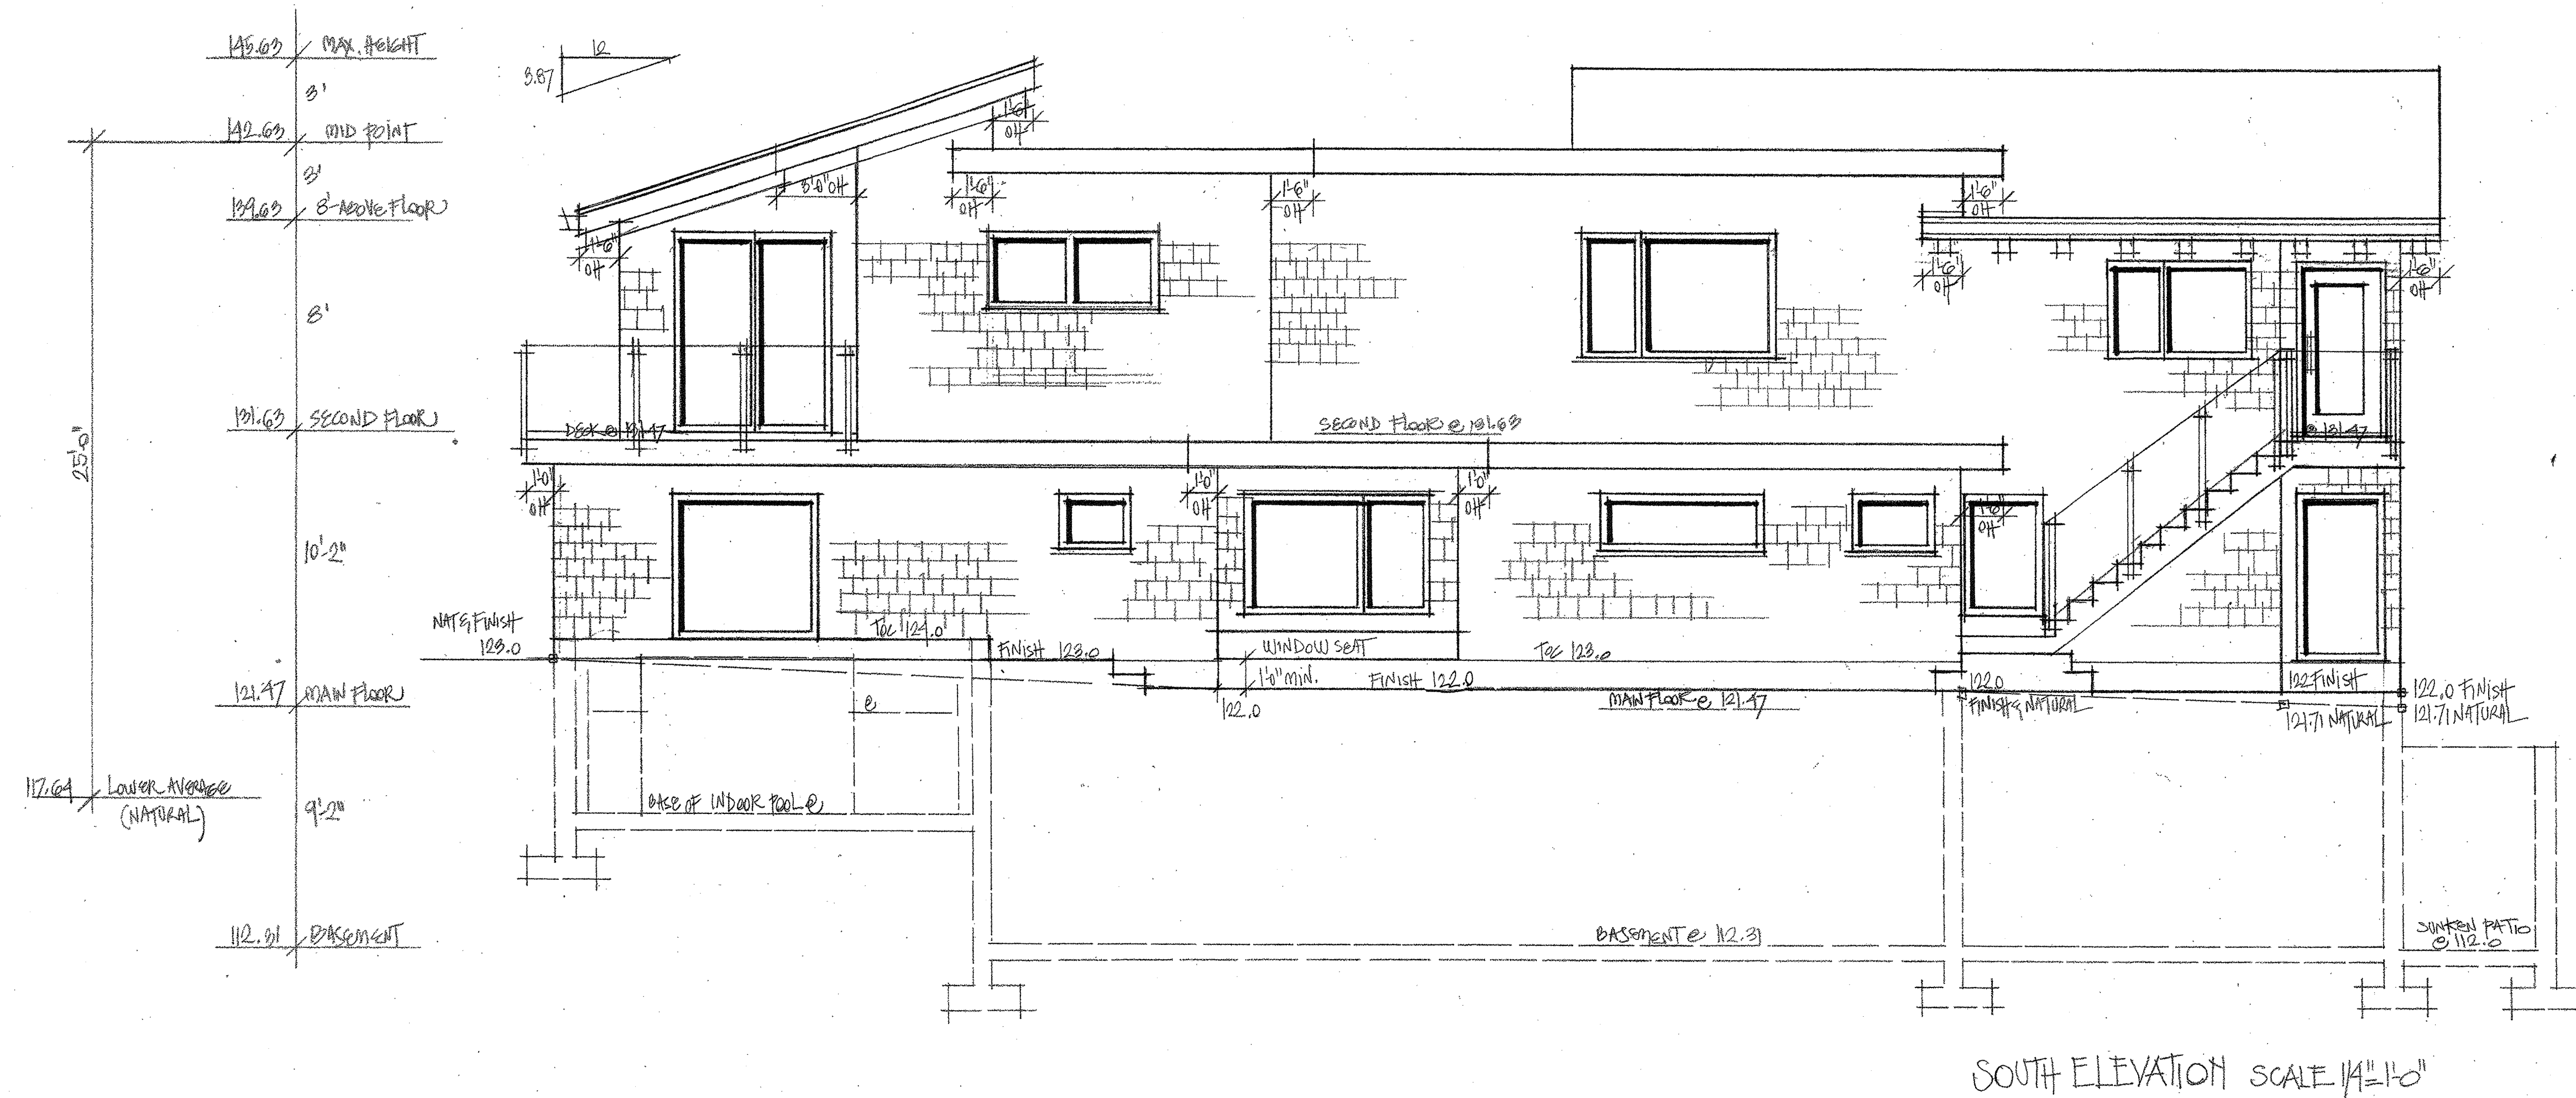 145.63 MAX. HEIGHT
3'
142.63 MID POINT
3'
139.63 8'-ABOVE FLOOR
8'
131.63 SECOND FLOOR
25'-0"
10'-2"
121.47 MAIN FLOOR
117.64 LOWER AVERAGE
(NATURAL)
9'-2"
112.31 BASEMENT
12
3.87
1'-6"
OH
3'-0" OH
1'-6"
OH
1'-6"
OH
1'-6"
OH
1'-6"
OH
1'-6"
OH
1'-6"
OH
DECK @ 131.47
SECOND FLOOR @ 131.63
@ 131.47
1'-0"
OH
1'-0"
OH
1'-0"
OH
1'-6"
OH
NAT & FINISH
123.0
TOC 124.0'
FINISH 123.0
WINDOW SEAT
TOC 123.0
1'-0" MIN.
FINISH 122.0
122.0
MAIN FLOOR @ 121.47
122.0
FINISH & NATURAL
122 FINISH
121.71 NATURAL
122.0 FINISH
121.71 NATURAL
@
BASE OF INDOOR POOL @
BASEMENT @ 112.31
SUNKEN PATIO
@ 112.0
SOUTH ELEVATION SCALE 1/4"=1'-0"